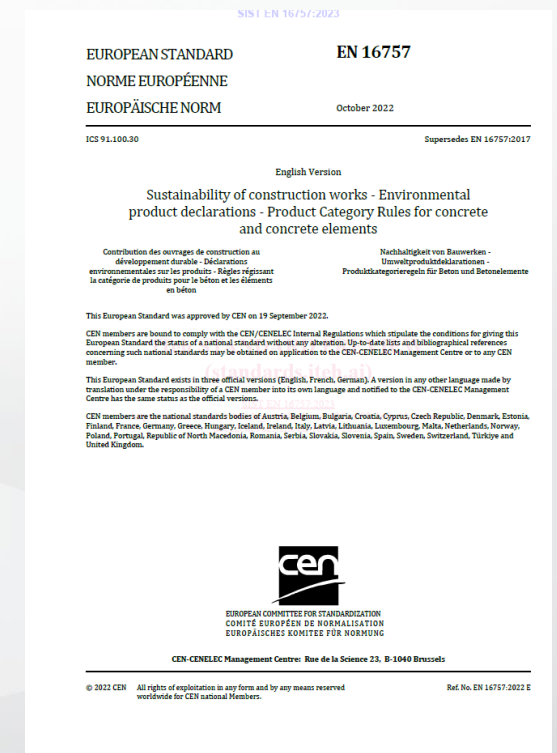 SIST EN 16757:2023
EUROPEAN STANDARD
EN 16757
NORME EUROPÉENNE
EUROPÄISCHE NORM
October 2022
ICS 91.100.30
Supersedes EN 16757:2017
English Version
Sustainability of construction works - Environmental
product declarations - Product Category Rules for concrete
and concrete elements
Contribution des ouvrages de construction au
développement durable - Déclarations
environnementales sur les produits - Règles régissant
la catégorie de produits pour le béton et les éléments
en béton
Nachhaltigkeit von Bauwerken -
Umweltproduktdeklarationen -
Produktkategorieregeln für Beton und Betonelemente
This European Standard was approved by CEN on 19 September 2022.
CEN members are bound to comply with the CEN/CENELEC Internal Regulations which stipulate the conditions for giving this
European Standard the status of a national standard without any alteration. Up-to-date lists and bibliographical references
concerning such national standards may be obtained on application to the CEN-CENELEC Management Centre or to any CEN
member.
(standards.iteh.ai)
This European Standard exists in three official versions (English, French, German). A version in any other language made by
translation under the responsibility of a CEN member into its own language and notified to the CEN-CENELEC Management
Centre has the same status as the official versions.
SIST EN 16757:2023
CEN members are the national standards bodies of Austria, Belgium, Bulgaria, Croatia, Cyprus, Czech Republic, Denmark, Estonia,
Finland, France, Germany, Greece, Hungary, Iceland, Ireland, Italy, Latvia, Lithuania, Luxembourg, Malta, Netherlands, Norway,
Poland, Portugal, Republic of North Macedonia, Romania, Serbia, Slovakia, Slovenia, Spain, Sweden, Switzerland, Türkiye and
United Kingdom.
cen
EUROPEAN COMMITTEE FOR STANDARDIZATION
COMITÉ EUROPÉEN DE NORMALISATION
EUROPÄISCHES KOMITEE FÜR NORMUNG
CEN-CENELEC Management Centre: Rue de la Science 23, B-1040 Brussels
© 2022 CEN
All rights of exploitation in any form and by any means reserved
worldwide for CEN national Members.
Ref. No. EN 16757:2022 E